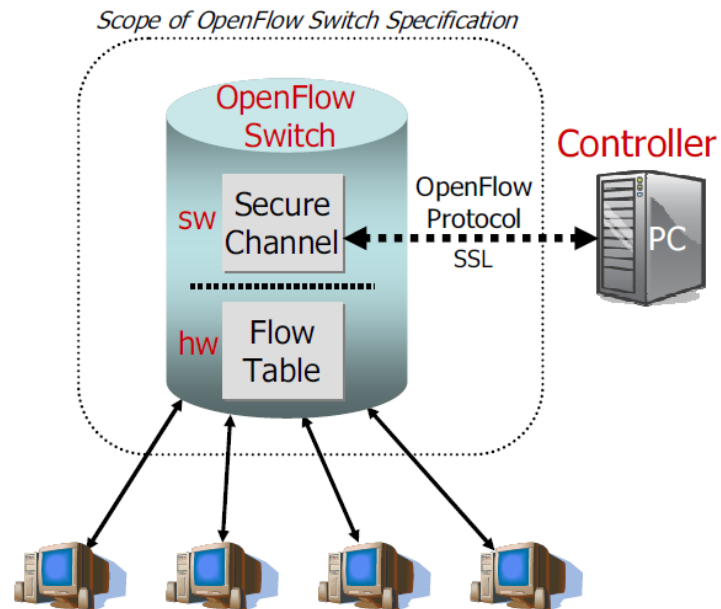 Scope of OpenFlow Switch Specification
OpenFlow
Switch
Controller
sw
Secure
Channel
OpenFlow
Protocol
SSL
PC
hw
Flow
Table